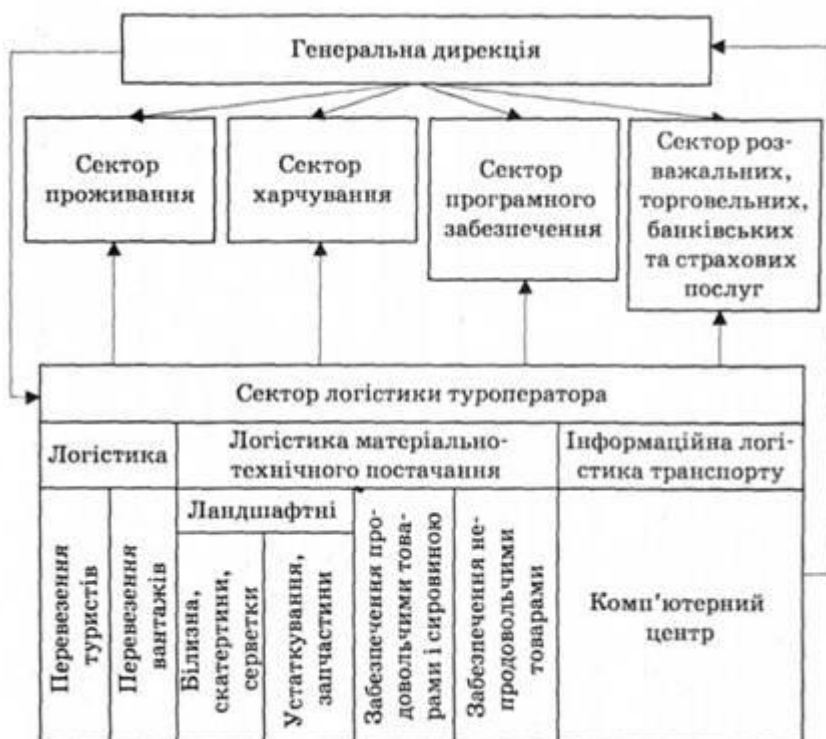 Генеральна дирекція
Сектор
проживання
Сектор
харчування
Сектор
програмного
забезпечення
Сектор роз-
важальних,
торговельних,
банківських
та страхових
послуг
Сектор логістики туроператора
Логістика
Логістика матеріально-
технічного постачання
Інформаційна логі-
стика транспорту
Ландшафтні
Перевезення
туристів
Перевезення
вантажів
Білизна,
скатертини,
серветки
Устаткування,
запчастини
Забезпечення про-
довольчими това-
рами і сировиною
Забезпечення не-
продовольчими
товарами
Комп’ютерний
центр